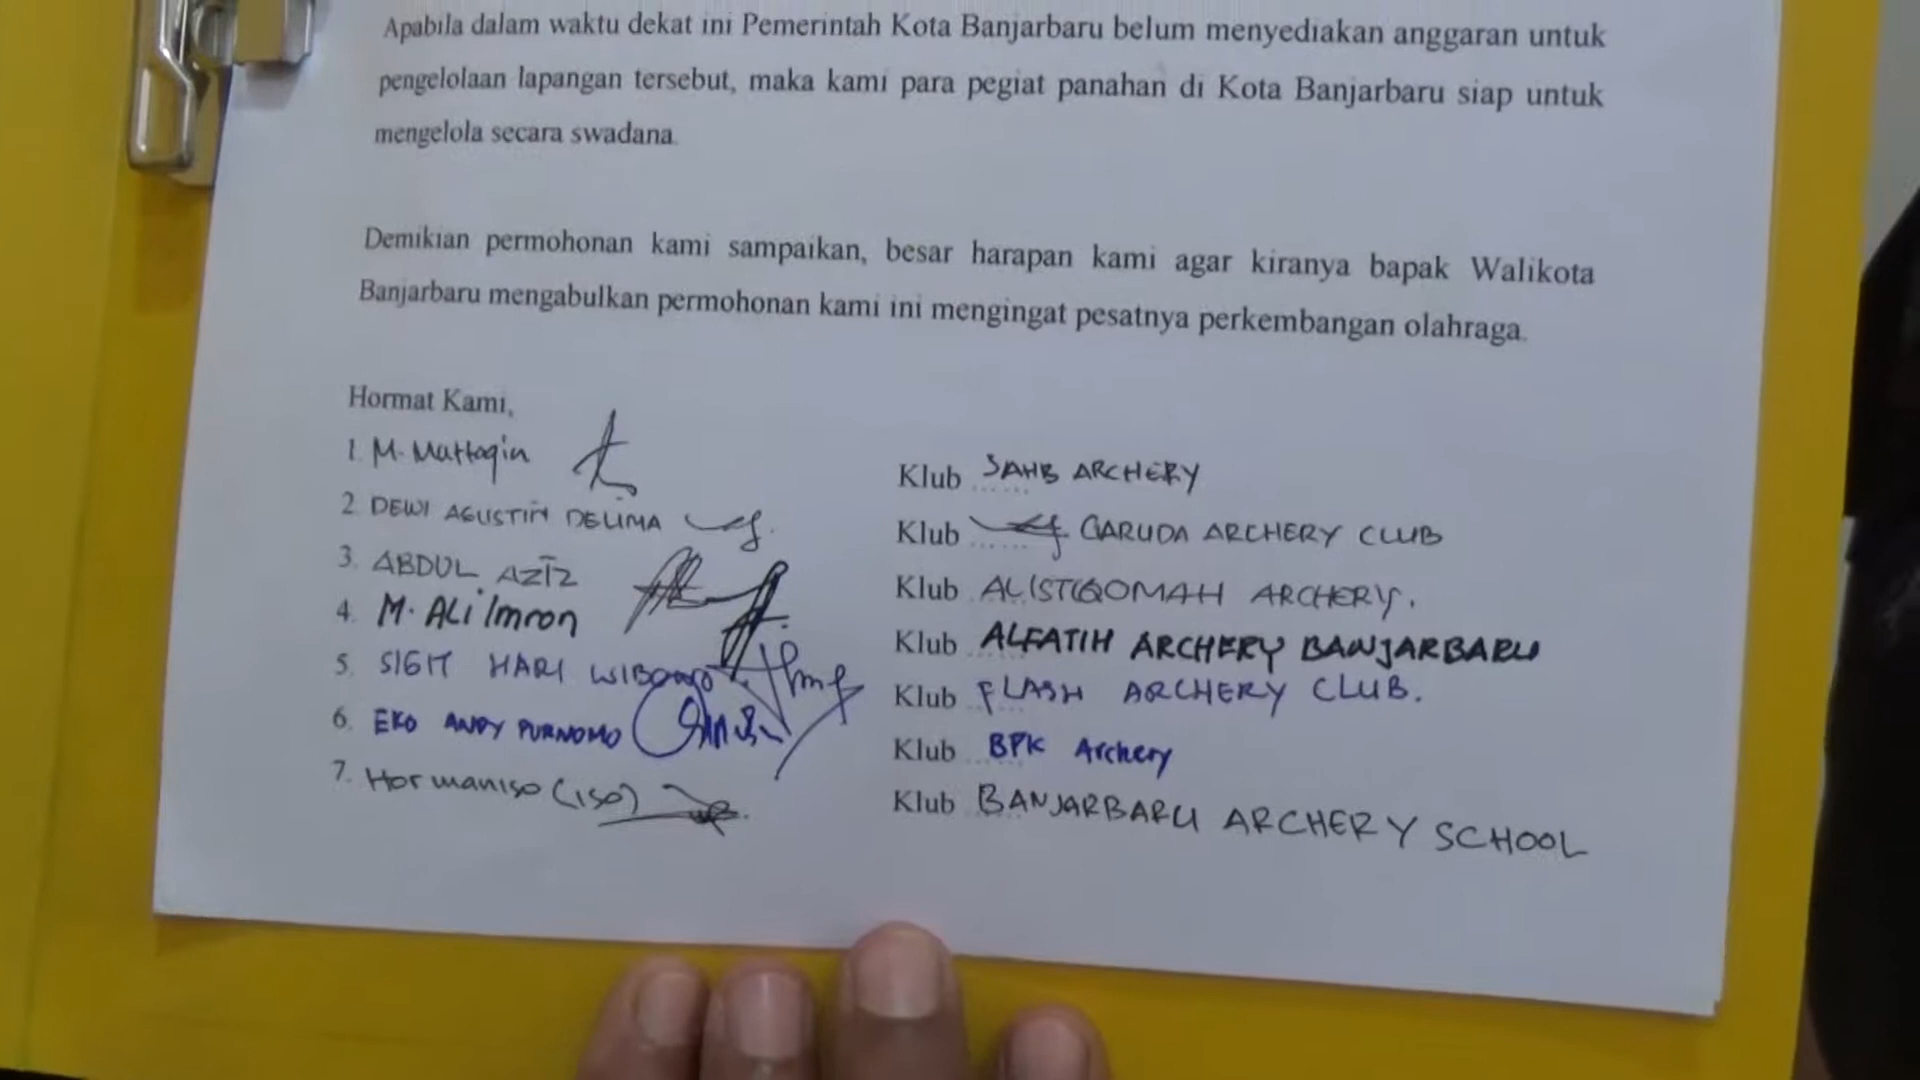 Apabila dalam waktu dekat ini Pemerintah Kota Banjarbaru belum menyediakan anggaran untuk
pengelolaan lapangan tersebut, maka kami para pegiat panahan di Kota Banjarbaru siap untuk
mengelola secara swadana.
Demikian permohonan kami sampaikan, besar harapan kami agar kiranya bapak Walikota
Banjarbaru mengabulkan permohonan kami ini mengingat pesatnya perkembangan olahraga.
Hormat Kami,
1. M. Muttaqin Klub SAHB ARCHERY
2. DEWI AGUSTIN DELIMA Klub GARUDA ARCHERY CLUB
3. ABDUL AZIZ Klub ALISTIQOMAH ARCHERY.
4. M. ALi Imron Klub ALFATIH ARCHERY BANJARBARU
5. SIGIT HARI WIBOWO Klub FLASH ARCHERY CLUB.
6. EKO ANDY PURNOMO Klub BPK Archery
7. Hormaniso (ISO) Klub BANJARBARU ARCHERY SCHOOL